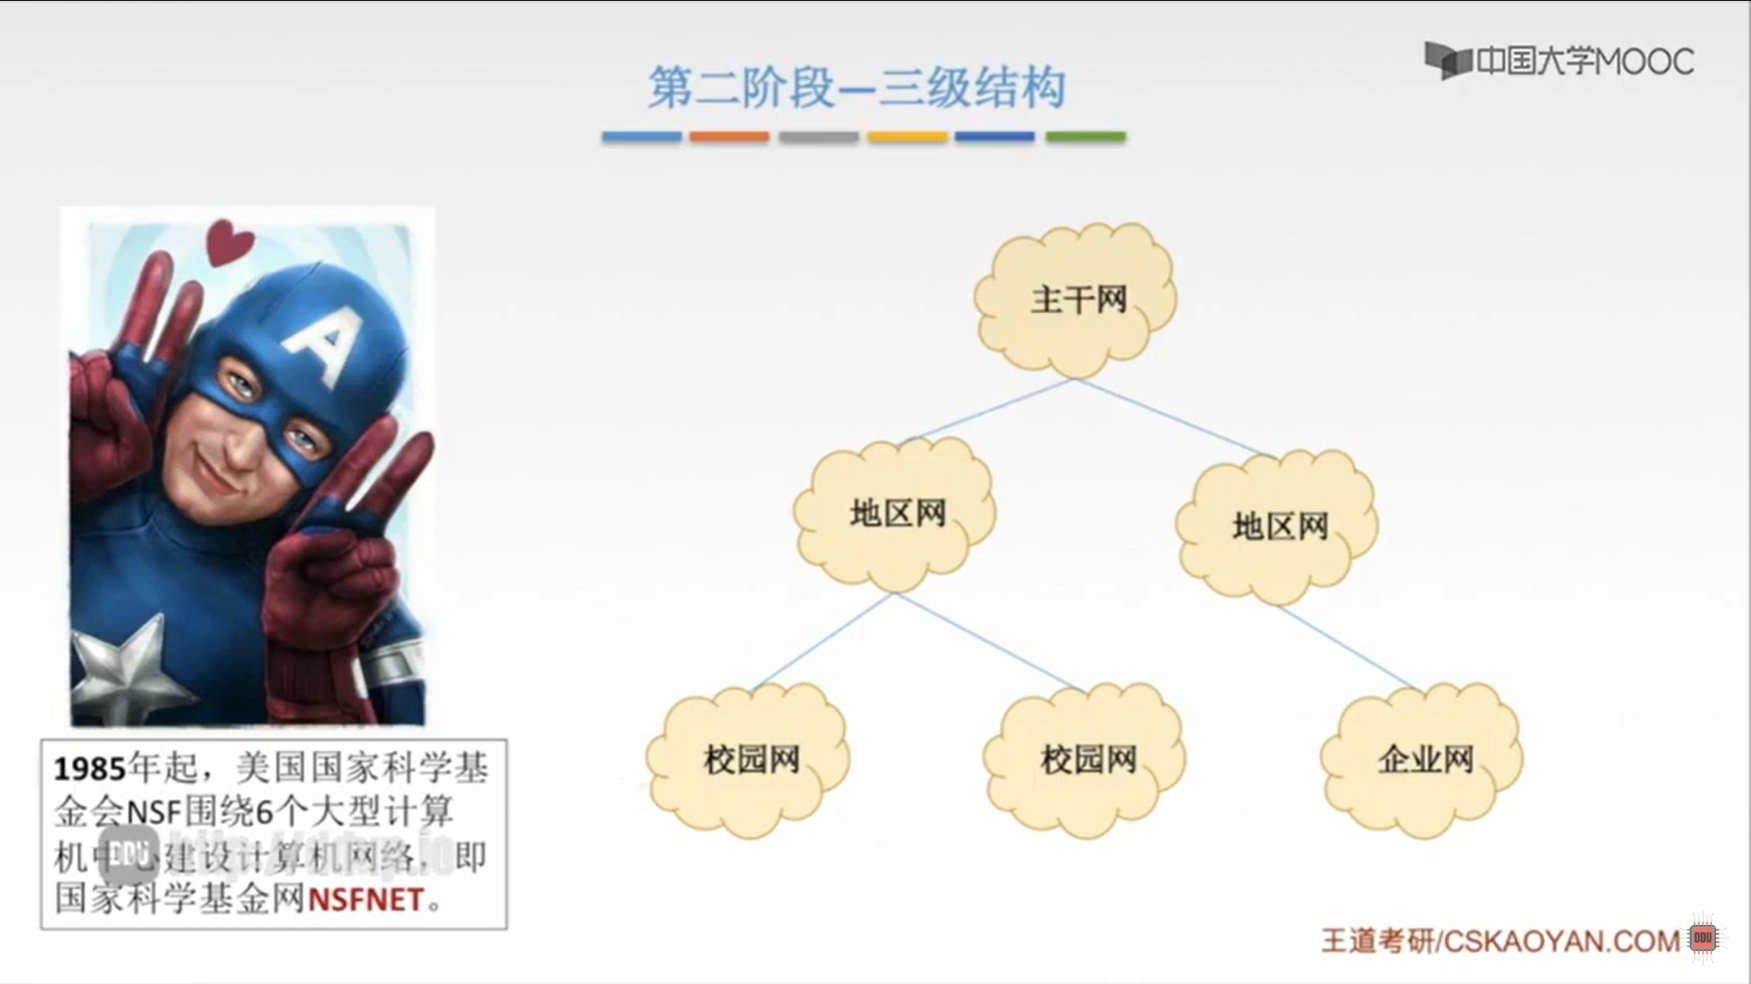 中国大学MOOC
第二阶段—三级结构
A
主干网
地区网
地区网
校园网
校园网
企业网
1985年起，美国国家科学基
金会NSF围绕6个大型计算
机中心建设计算机网络，即
国家科学基金网NSFNET。
DDU
王道考研/CSKAOYAN.COM
DDU